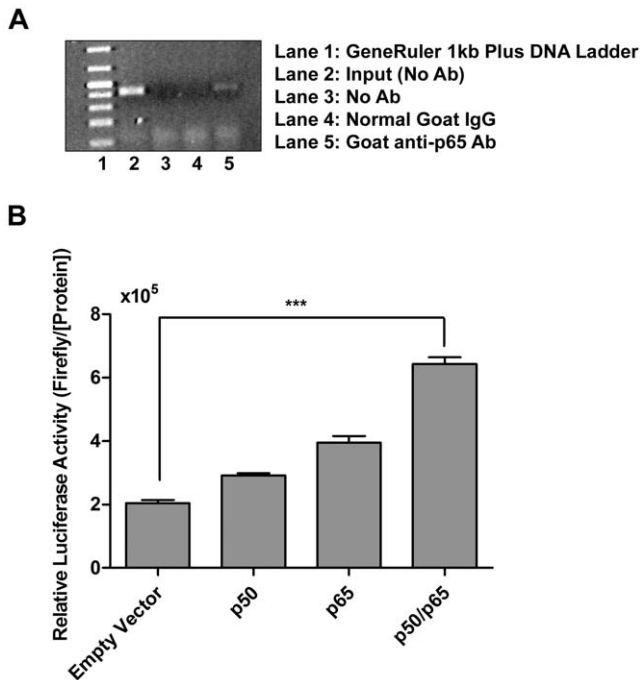 A
Lane 1: GeneRuler 1kb Plus DNA Ladder
Lane 2: Input (No Ab)
Lane 3: No Ab
Lane 4: Normal Goat IgG
Lane 5: Goat anti-p65 Ab
1 2 3 4 5
B
Relative Luciferase Activity (Firefly/[Protein])
x10⁵
***
8
6
4
2
0
Empty Vector
p50
p65
p50/p65